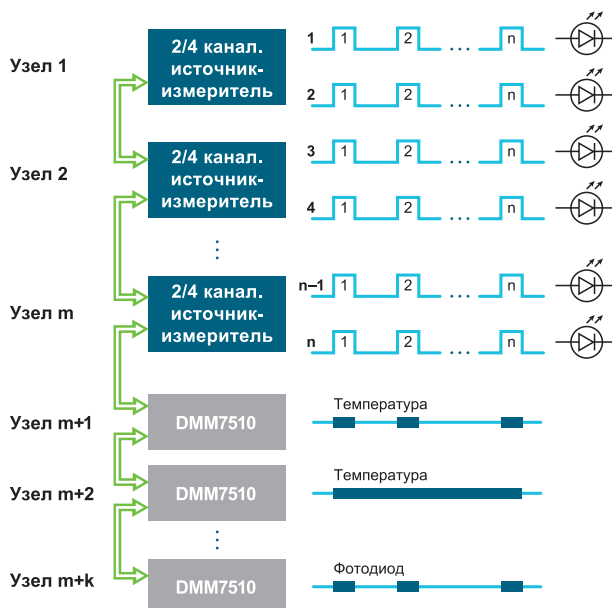 Узел 1
2/4 канал.
источник-
измеритель
1 1 2 ... n
2 1 2 ... n
Узел 2
2/4 канал.
источник-
измеритель
3 1 2 ... n
4 1 2 ... n
Узел m
2/4 канал.
источник-
измеритель
n–1 1 2 ... n
n 1 2 ... n
Узел m+1
DMM7510
Температура
Узел m+2
DMM7510
Температура
Узел m+k
DMM7510
Фотодиод